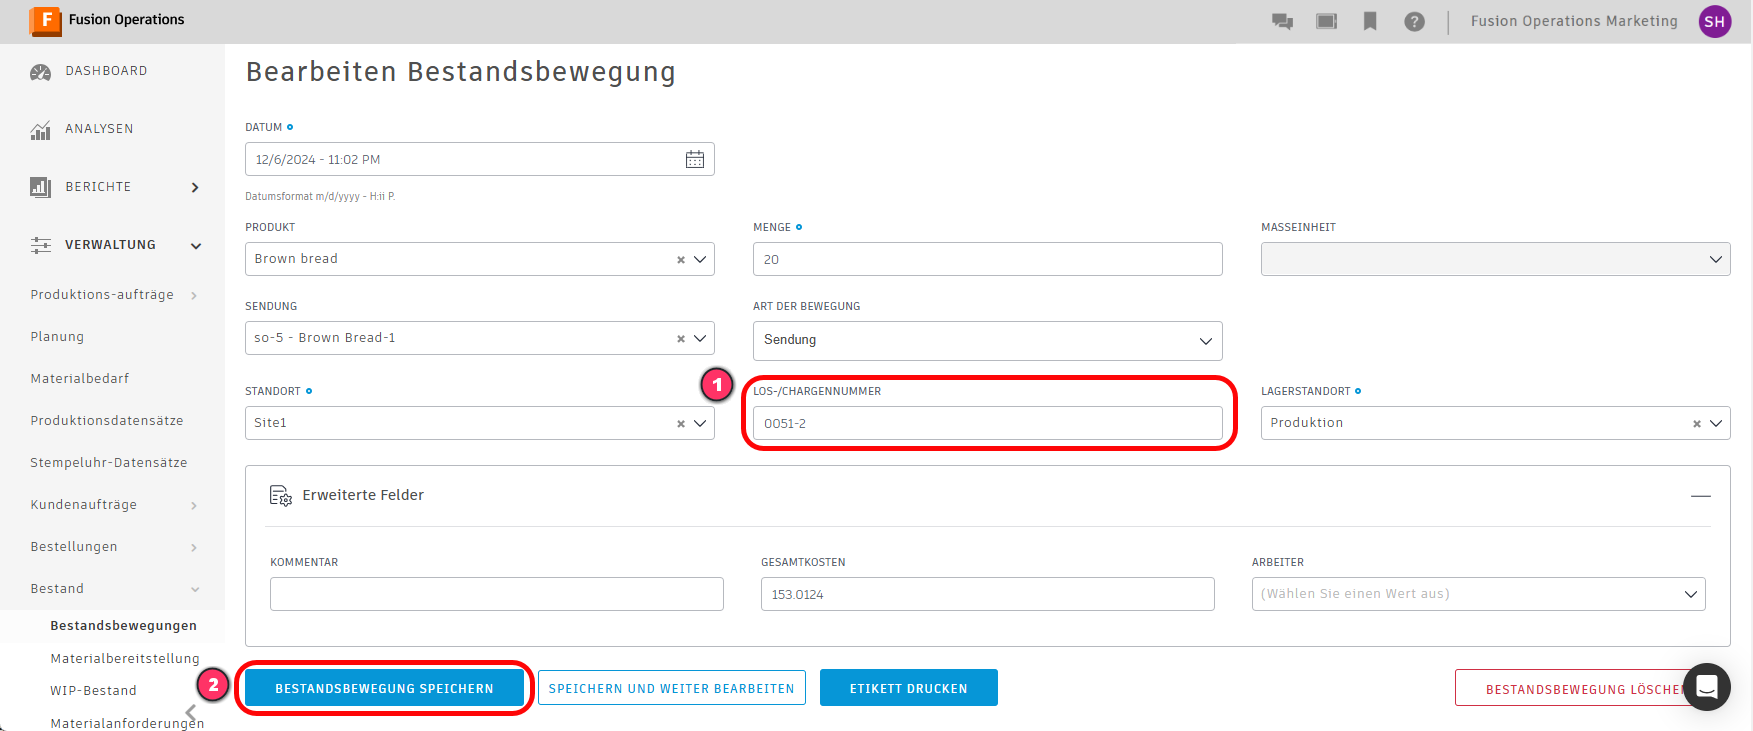 F Fusion Operations
? Fusion Operations Marketing SH
DASHBOARD
ANALYSEN
BERICHTE
VERWALTUNG
Produktions-aufträge
Planung
Materialbedarf
Produktionsdatensätze
Stempeluhr-Datensätze
Kundenaufträge
Bestellungen
Bestand
Bestandsbewegungen
Materialbereitstellung
WIP-Bestand
Materialanforderungen
Bearbeiten Bestandsbewegung
DATUM
12/6/2024 - 11:02 PM
Datumsformat m/d/yyyy - H:ii P.
PRODUKT
Brown bread
MENGE
20
MASSEINHEIT
SENDUNG
so-5 - Brown Bread-1
ART DER BEWEGUNG
Sendung
STANDORT
Site1
1
LOS-/CHARGENNUMMER
0051-2
LAGERSTANDORT
Produktion
Erweiterte Felder
KOMMENTAR
GESAMTKOSTEN
153.0124
ARBEITER
(Wählen Sie einen Wert aus)
2
BESTANDSBEWEGUNG SPEICHERN
SPEICHERN UND WEITER BEARBEITEN
ETIKETT DRUCKEN
BESTANDSBEWEGUNG LÖSCHEN